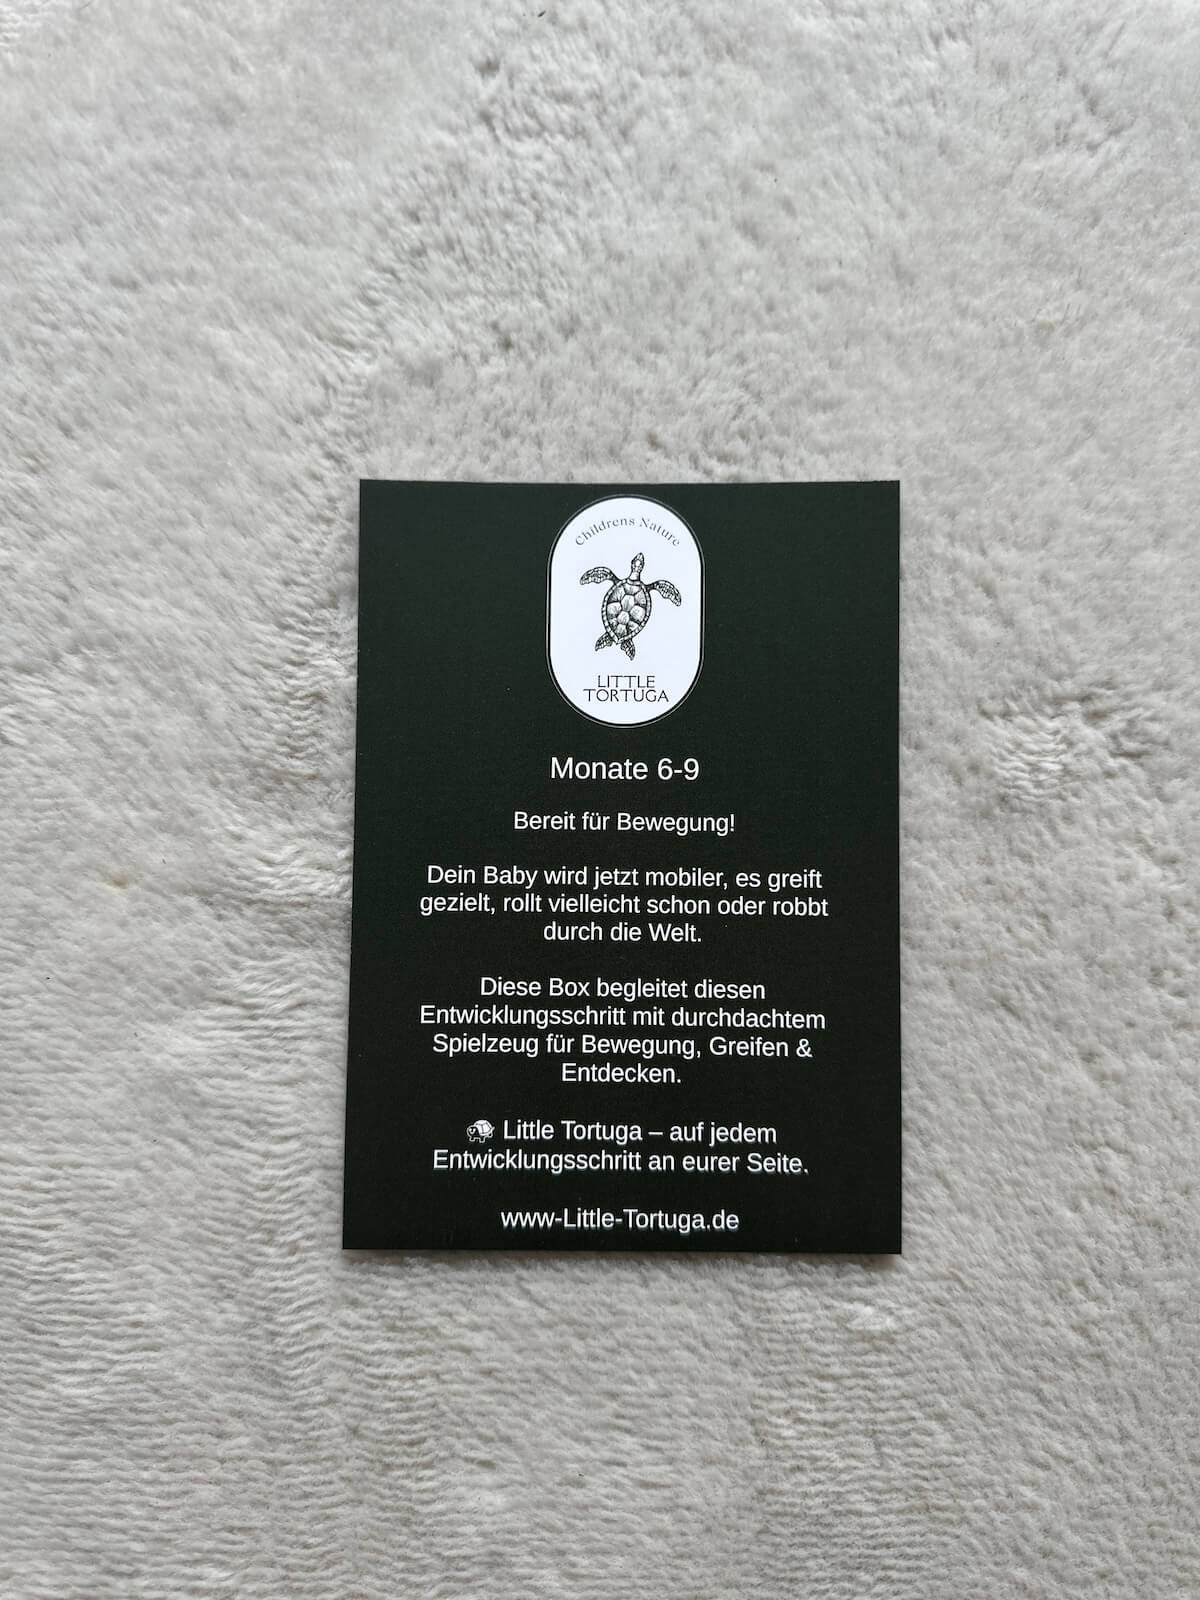 Childrens Nature
LITTLE
TORTUGA
Monate 6-9
Bereit für Bewegung!
Dein Baby wird jetzt mobiler, es greift
gezielt, rollt vielleicht schon oder robbt
durch die Welt.
Diese Box begleitet diesen
Entwicklungsschritt mit durchdachtem
Spielzeug für Bewegung, Greifen &
Entdecken.
🐢 Little Tortuga – auf jedem
Entwicklungsschritt an eurer Seite.
www-Little-Tortuga.de